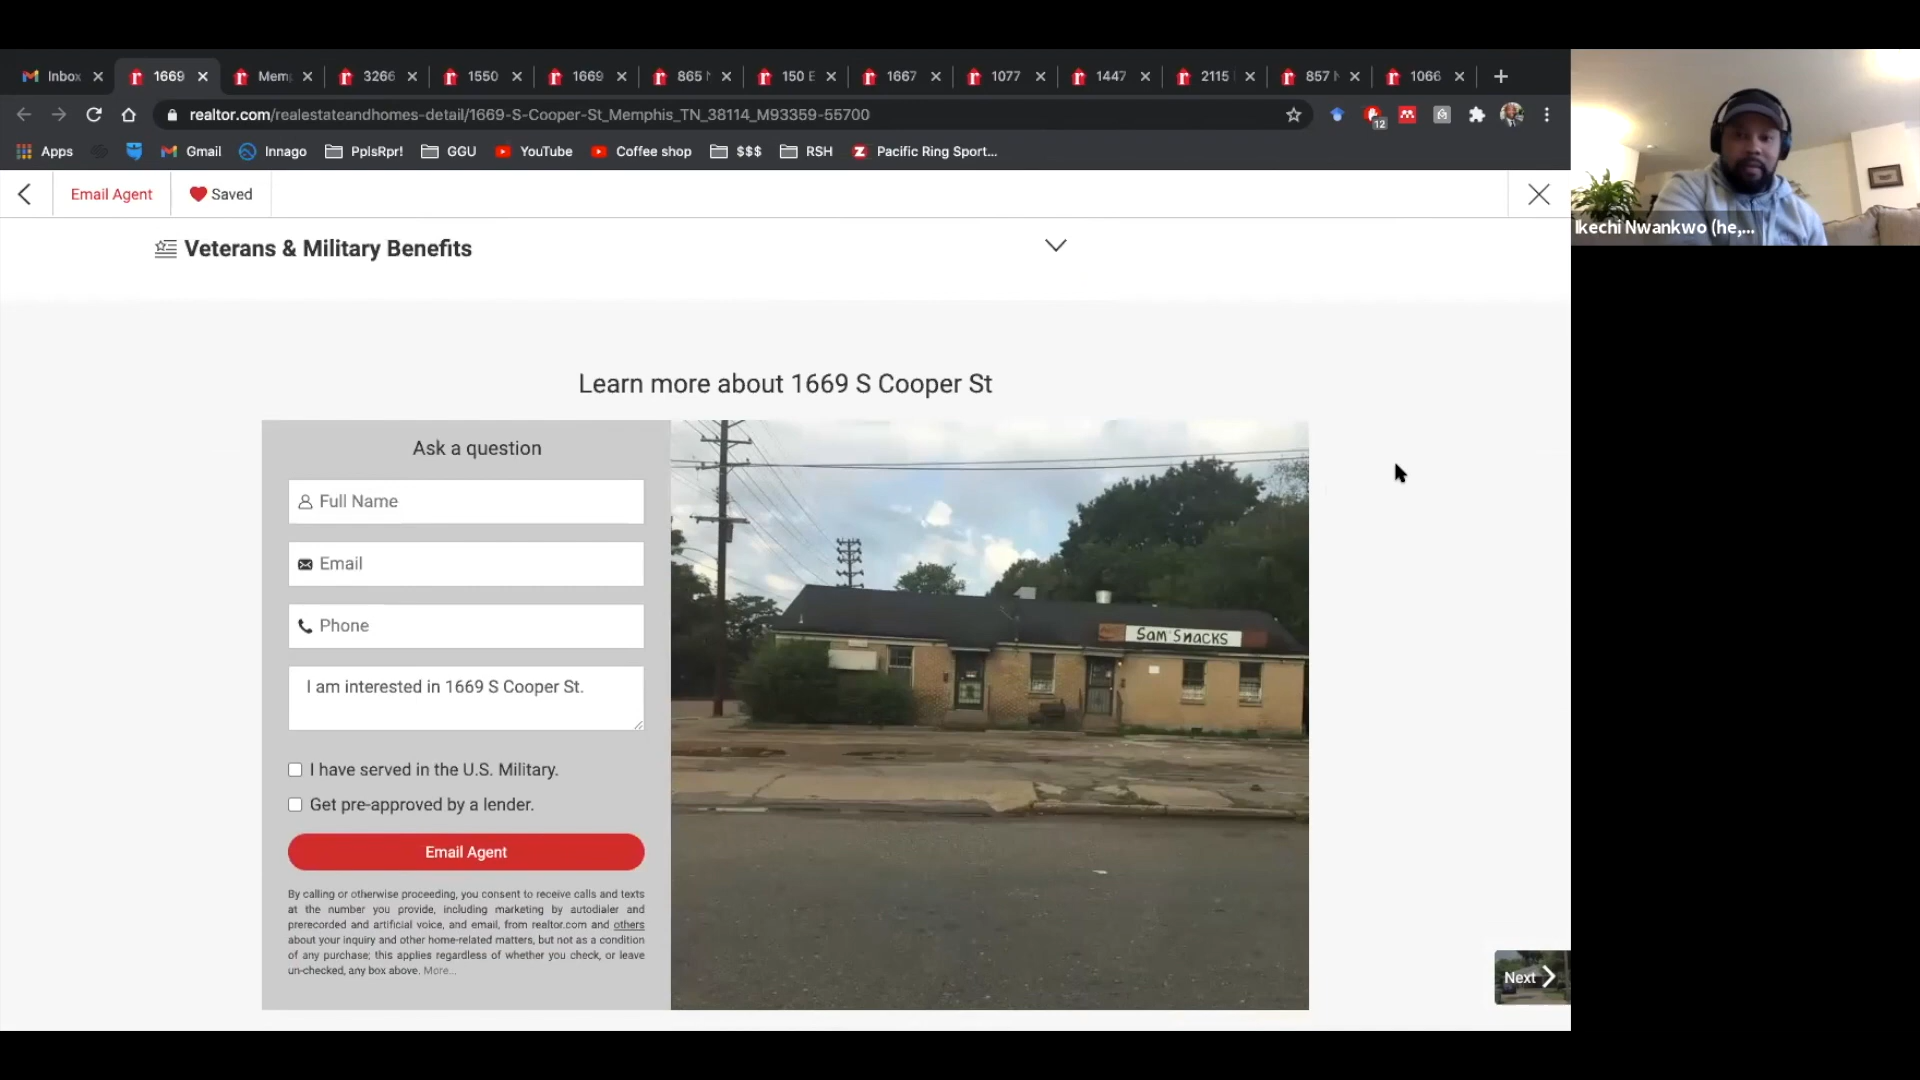 Inbox
1669
Mem
3266
1550
1669
865
150 E
1667
1077
1447
2115
857
1066
realtor.com/realestateandhomes-detail/1669-S-Cooper-St_Memphis_TN_38114_M93359-55700
12
Apps
Gmail
Innago
PplsRpr!
GGU
YouTube
Coffee shop
$$$
RSH
Pacific Ring Sport...
Email Agent
Saved
Ikechi Nwankwo (he,...
Veterans & Military Benefits
Learn more about 1669 S Cooper St
Ask a question
Full Name
Email
Phone
I am interested in 1669 S Cooper St.
I have served in the U.S. Military.
Get pre-approved by a lender.
Email Agent
By calling or otherwise proceeding, you consent to receive calls and texts
at the number you provide, including marketing by autodialer and
prerecorded and artificial voice, and email, from realtor.com and others
about your inquiry and other home-related matters, but not as a condition
of any purchase; this applies regardless of whether you check, or leave
un-checked, any box above. More...
Sam Snacks
Next